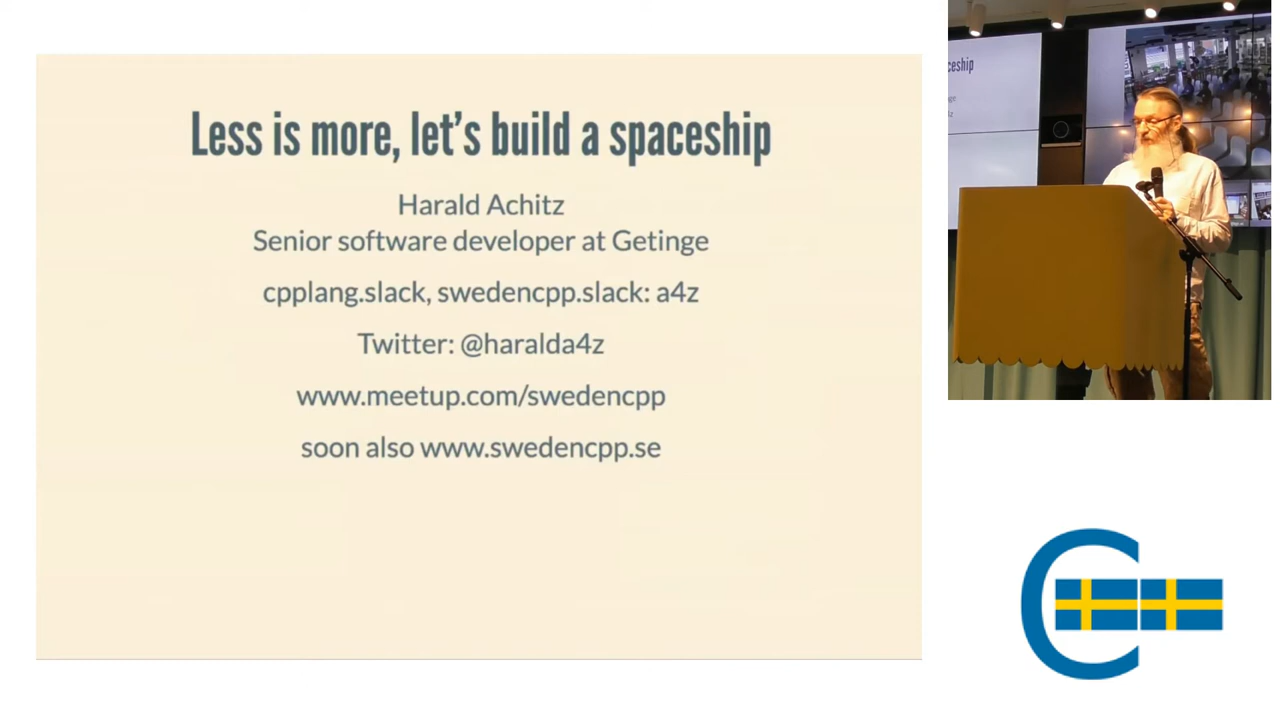 Less is more, let's build a spaceship
Harald Achitz
Senior software developer at Getinge
cpplang.slack, swedencpp.slack: a4z
Twitter: @haralda4z
www.meetup.com/swedencpp
soon also www.swedencpp.se
ceship
C